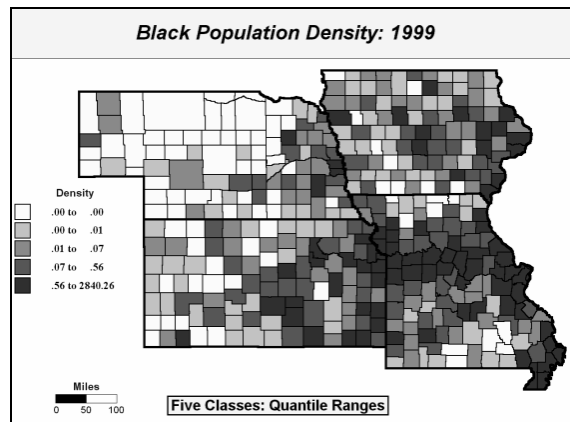 Black Population Density: 1999
Density
.00 to .00
.00 to .01
.01 to .07
.07 to .56
.56 to 2840.26
Miles
0 50 100
Five Classes: Quantile Ranges